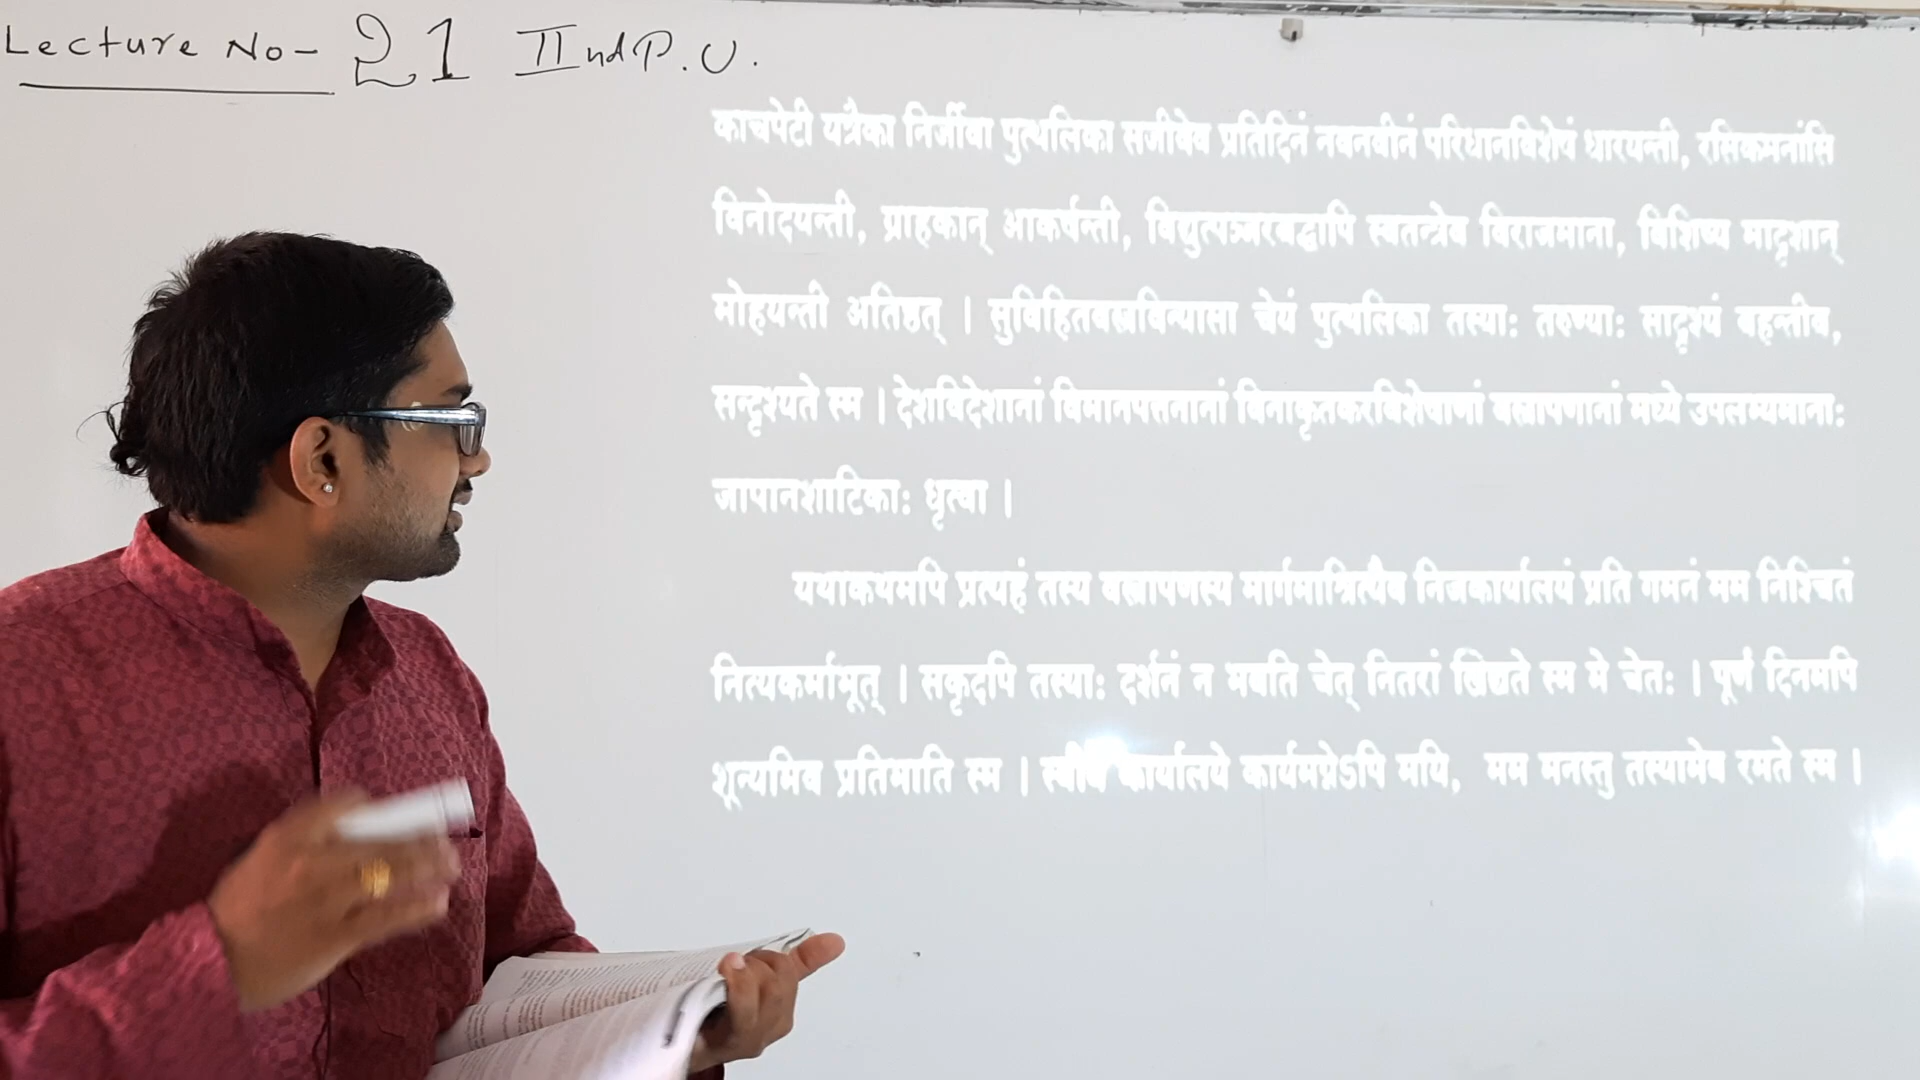 Lecture No- 21 IInd P.U.
काचपेटी यत्रैका निर्जीवा पुत्थलिका सजीवेव प्रतिदिनं नवनवीनं परिधानविशेषं धारयन्ती, रसिकमनांसि
विनोदयन्ती, ग्राहकान् आकर्षन्ती, विद्युत्पञ्जरबद्धापि स्वतन्त्रेव विराजमाना, विशिष्य मादृशान्
मोहयन्ती अतिष्ठत् । सुविहितवस्त्रविन्यासा चेयं पुत्थलिका तस्याः तरुण्याः सादृश्यं वहन्तीव,
सन्दृश्यते स्म । देशविदेशानां विमानपत्तनानां विनाकृतकरविशेषाणां वस्त्रापणानां मध्ये उपलभ्यमानाः
जापानशाटिकाः धृत्वा ।
यथाकथमपि प्रत्यहं तस्य वस्त्रापणस्य मार्गमाश्रित्यैव निजकार्यालयं प्रति गमनं मम निश्चितं
नित्यकर्माभूत् । सकृदपि तस्याः दर्शनं न भवति चेत् नितरां खिद्यते स्म मे चेतः । पूर्णं दिनमपि
शून्यमिव प्रतिभाति स्म । स्वीये कार्यालये कार्यमग्नेऽपि मयि, मम मनस्तु तस्यामेव रमते स्म ।